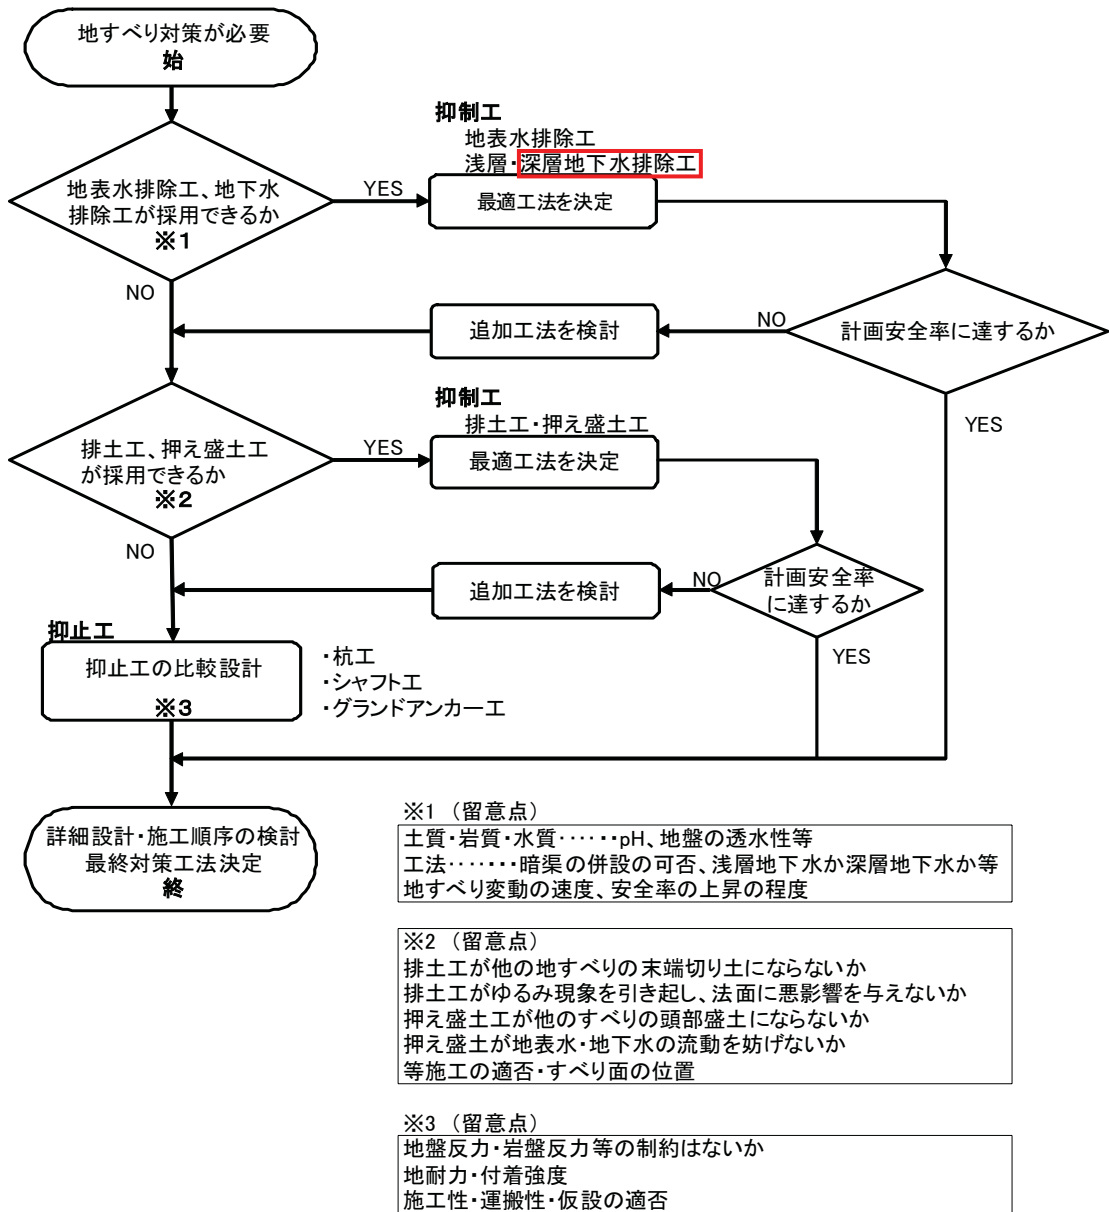 地すべり対策が必要
始
抑制工
地表水排除工
浅層・深層地下水排除工
地表水排除工、地下水
排除工が採用できるか
※1
YES
最適工法を決定
NO
追加工法を検討
NO
計画安全率に達するか
YES
抑制工
排土工・押え盛土工
排土工、押え盛土工
が採用できるか
※2
YES
最適工法を決定
NO
追加工法を検討
NO
計画安全率
に達するか
YES
抑止工
抑止工の比較設計
※3
・杭工
・シャフト工
・グランドアンカー工
詳細設計・施工順序の検討
最終対策工法決定
終
※1 （留意点）
土質・岩質・水質‥‥‥pH、地盤の透水性等
工法‥‥‥・暗渠の併設の可否、浅層地下水か深層地下水か等
地すべり変動の速度、安全率の上昇の程度
※2 （留意点）
排土工が他の地すべりの末端切り土にならないか
排土工がゆるみ現象を引き起し、法面に悪影響を与えないか
押え盛土工が他のすべりの頭部盛土にならないか
押え盛土が地表水・地下水の流動を妨げないか
等施工の適否・すべり面の位置
※3 （留意点）
地盤反力・岩盤反力等の制約はないか
地耐力・付着強度
施工性・運搬性・仮設の適否